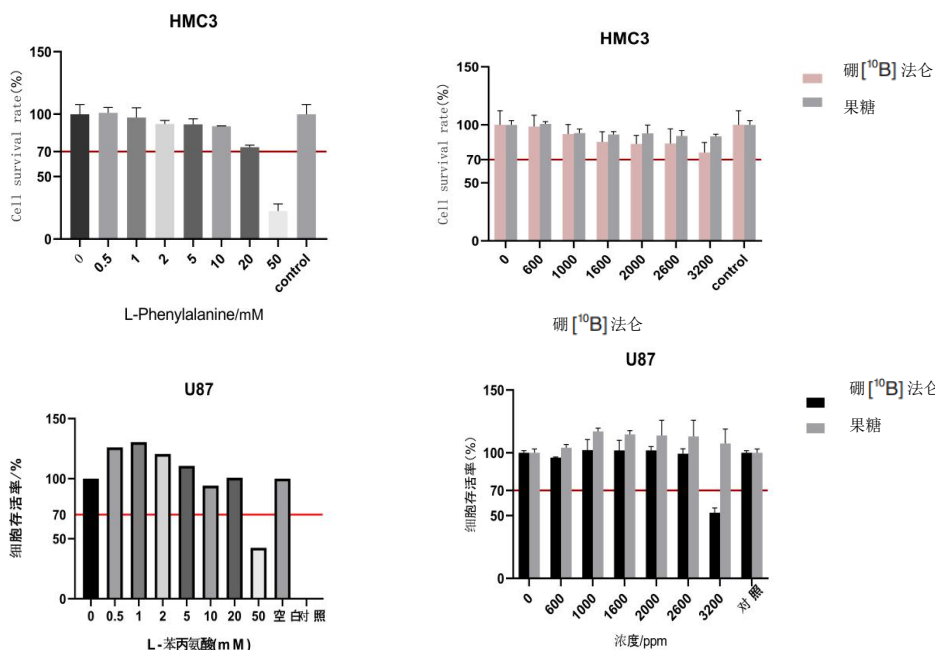 HMC3
Cell survival rate(%)
150
100
70
50
0
0 0.5 1 2 5 10 20 50 control
L-Phenylalanine/mM
HMC3
Cell survival rate(%)
150
100
70
50
0
0 600 1000 1600 2000 2600 3200 control
硼[¹⁰B]法仑
硼[¹⁰B]法仑
果糖
U87
细胞存活率/%
150
100
70
50
0
0 0.5 1 2 5 10 20 50 空白对照
L-苯丙氨酸(mM)
U87
细胞存活率(%)
150
100
70
50
0
0 600 1000 1600 2000 2600 3200 对照
浓度/ppm
硼[¹⁰B]法仑
果糖